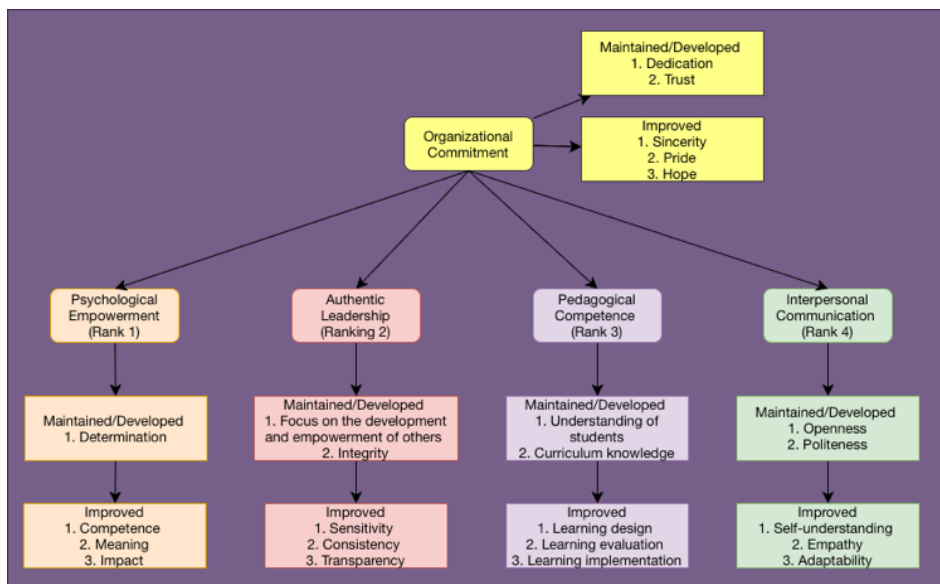 Maintained/Developed
1. Dedication
2. Trust
Organizational
Commitment
Improved
1. Sincerity
2. Pride
3. Hope
Psychological
Empowerment
(Rank 1)
Authentic
Leadership
(Ranking 2)
Pedagogical
Competence
(Rank 3)
Interpersonal
Communication
(Rank 4)
Maintained/Developed
1. Determination
Maintained/Developed
1. Focus on the development
and empowerment of others
2. Integrity
Maintained/Developed
1. Understanding of
students
2. Curriculum knowledge
Maintained/Developed
1. Openness
2. Politeness
Improved
1. Competence
2. Meaning
3. Impact
Improved
1. Sensitivity
2. Consistency
3. Transparency
Improved
1. Learning design
2. Learning evaluation
3. Learning implementation
Improved
1. Self-understanding
2. Empathy
3. Adaptability